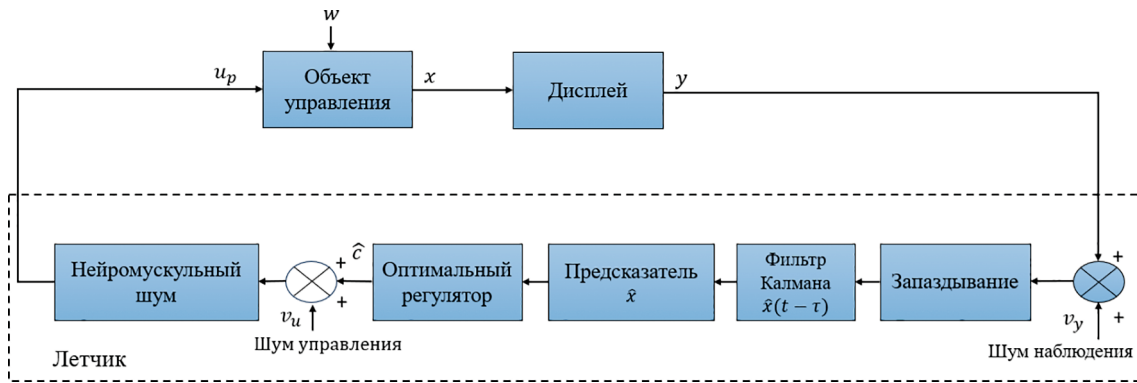 w
u_p
Объект
управления
x
Дисплей
y
Нейромускульный
шум
+
ĉ
+
v_u
Шум управления
Оптимальный
регулятор
Предсказатель
x̂
Фильтр
Калмана
x̂(t − τ)
Запаздывание
+
+
v_y
Шум наблюдения
Летчик